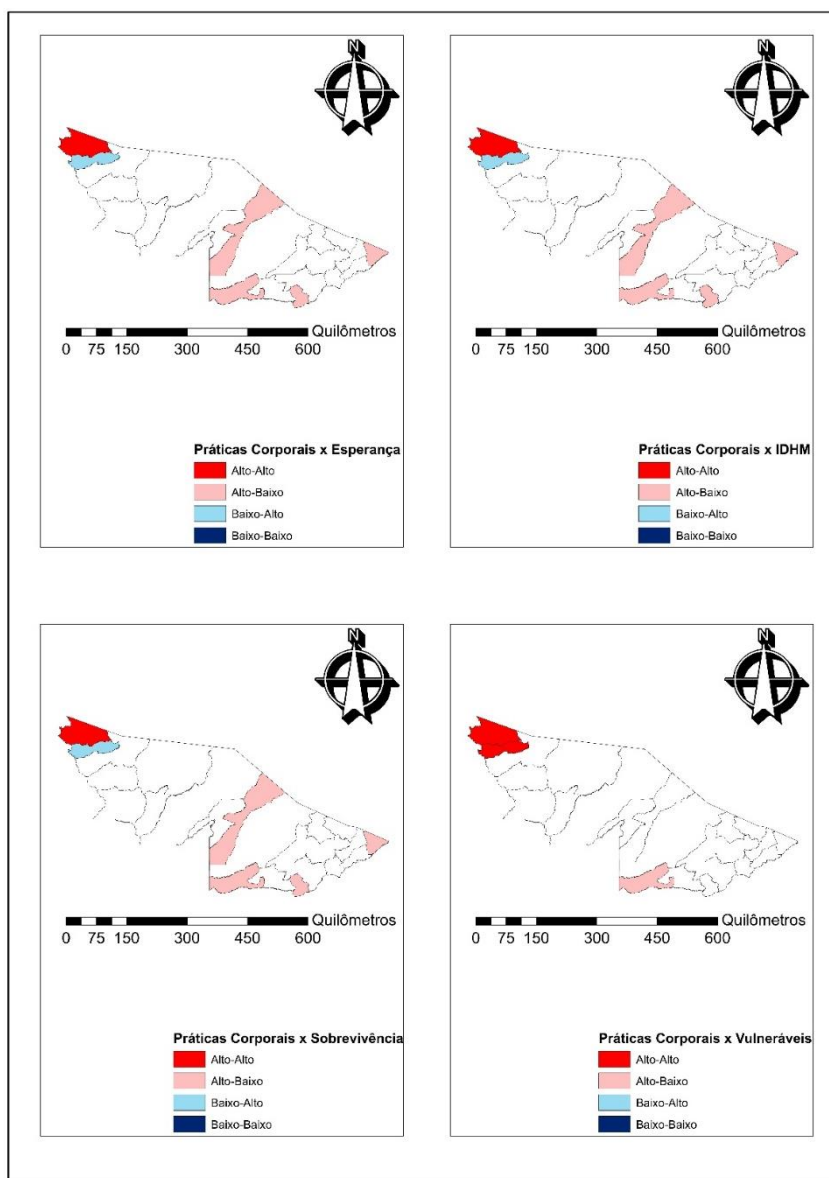 N
Quilômetros
0 75 150 300 450 600
Práticas Corporais x Esperança
Alto-Alto
Alto-Baixo
Baixo-Alto
Baixo-Baixo
N
Quilômetros
0 75 150 300 450 600
Práticas Corporais x IDHM
Alto-Alto
Alto-Baixo
Baixo-Alto
Baixo-Baixo
N
Quilômetros
0 75 150 300 450 600
Práticas Corporais x Sobrevivência
Alto-Alto
Alto-Baixo
Baixo-Alto
Baixo-Baixo
N
Quilômetros
0 75 150 300 450 600
Práticas Corporais x Vulneráveis
Alto-Alto
Alto-Baixo
Baixo-Alto
Baixo-Baixo